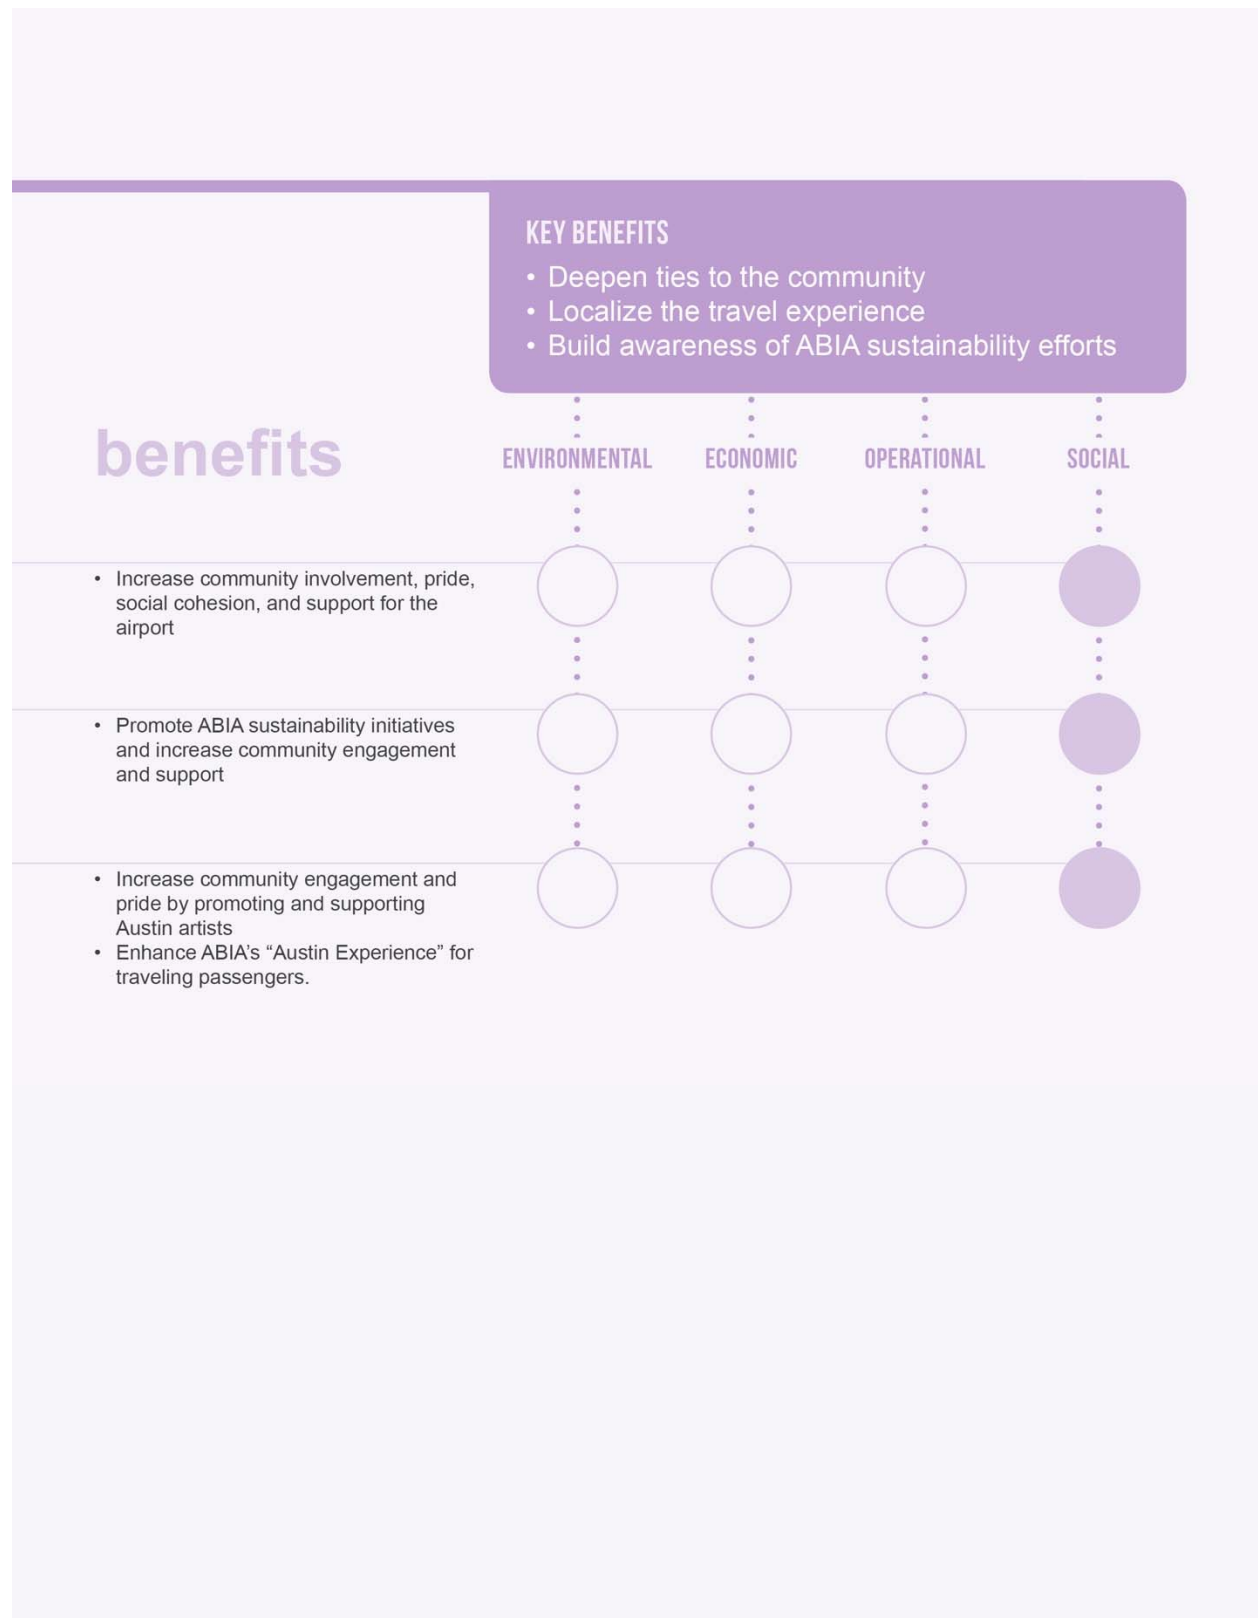 KEY BENEFITS
• Deepen ties to the community
• Localize the travel experience
• Build awareness of ABIA sustainability efforts
benefits
ENVIRONMENTAL ECONOMIC OPERATIONAL SOCIAL
• Increase community involvement, pride,
social cohesion, and support for the
airport
• Promote ABIA sustainability initiatives
and increase community engagement
and support
• Increase community engagement and
pride by promoting and supporting
Austin artists
• Enhance ABIA’s “Austin Experience” for
traveling passengers.